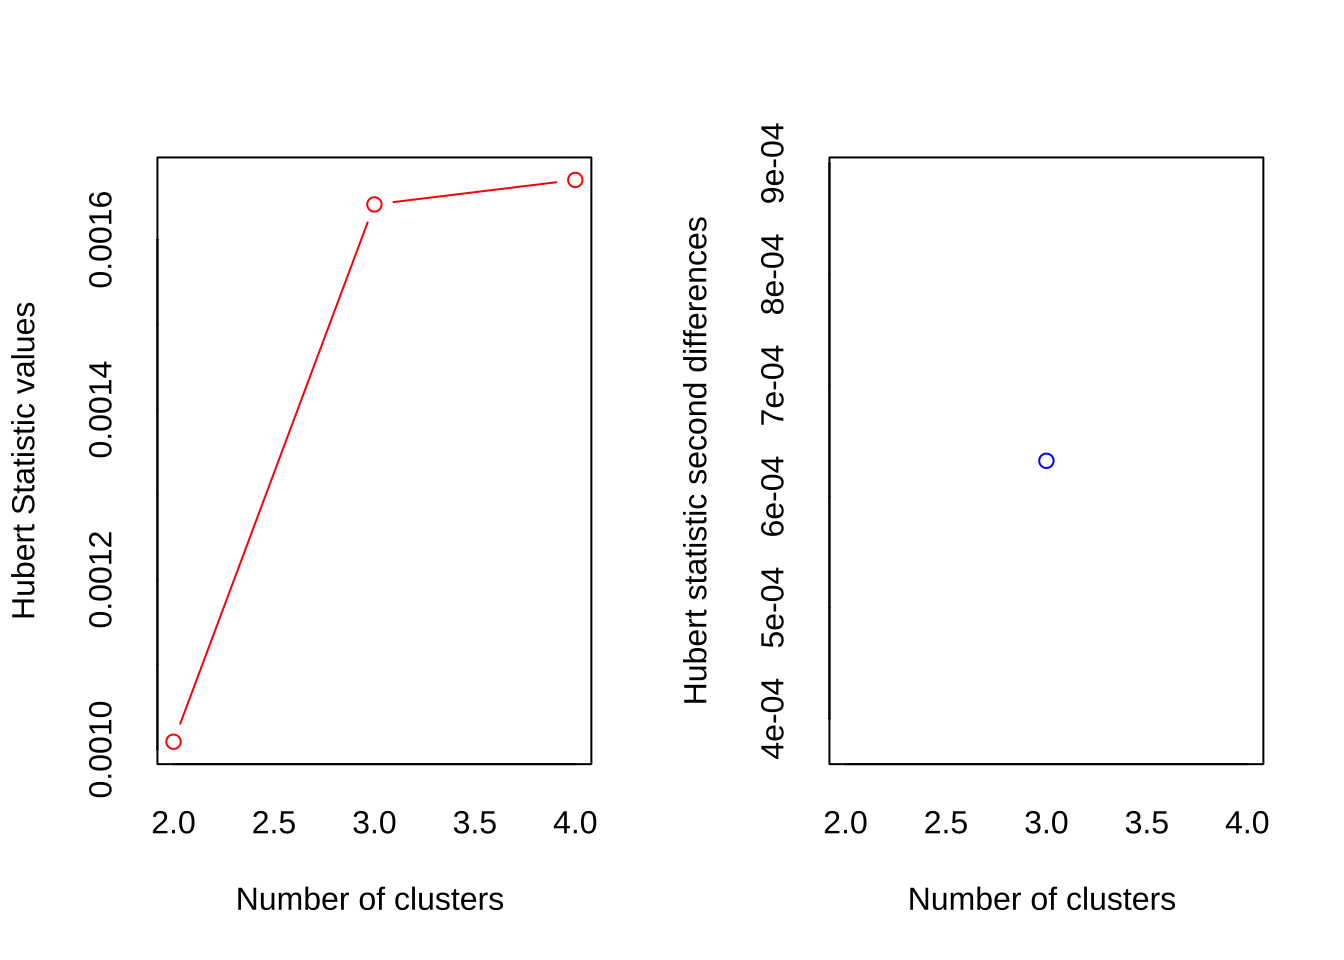 Hubert Statistic values
0.0016
0.0014
0.0012
0.0010
2.0 2.5 3.0 3.5 4.0
Number of clusters
Hubert statistic second differences
9e-04
8e-04
7e-04
6e-04
5e-04
4e-04
2.0 2.5 3.0 3.5 4.0
Number of clusters